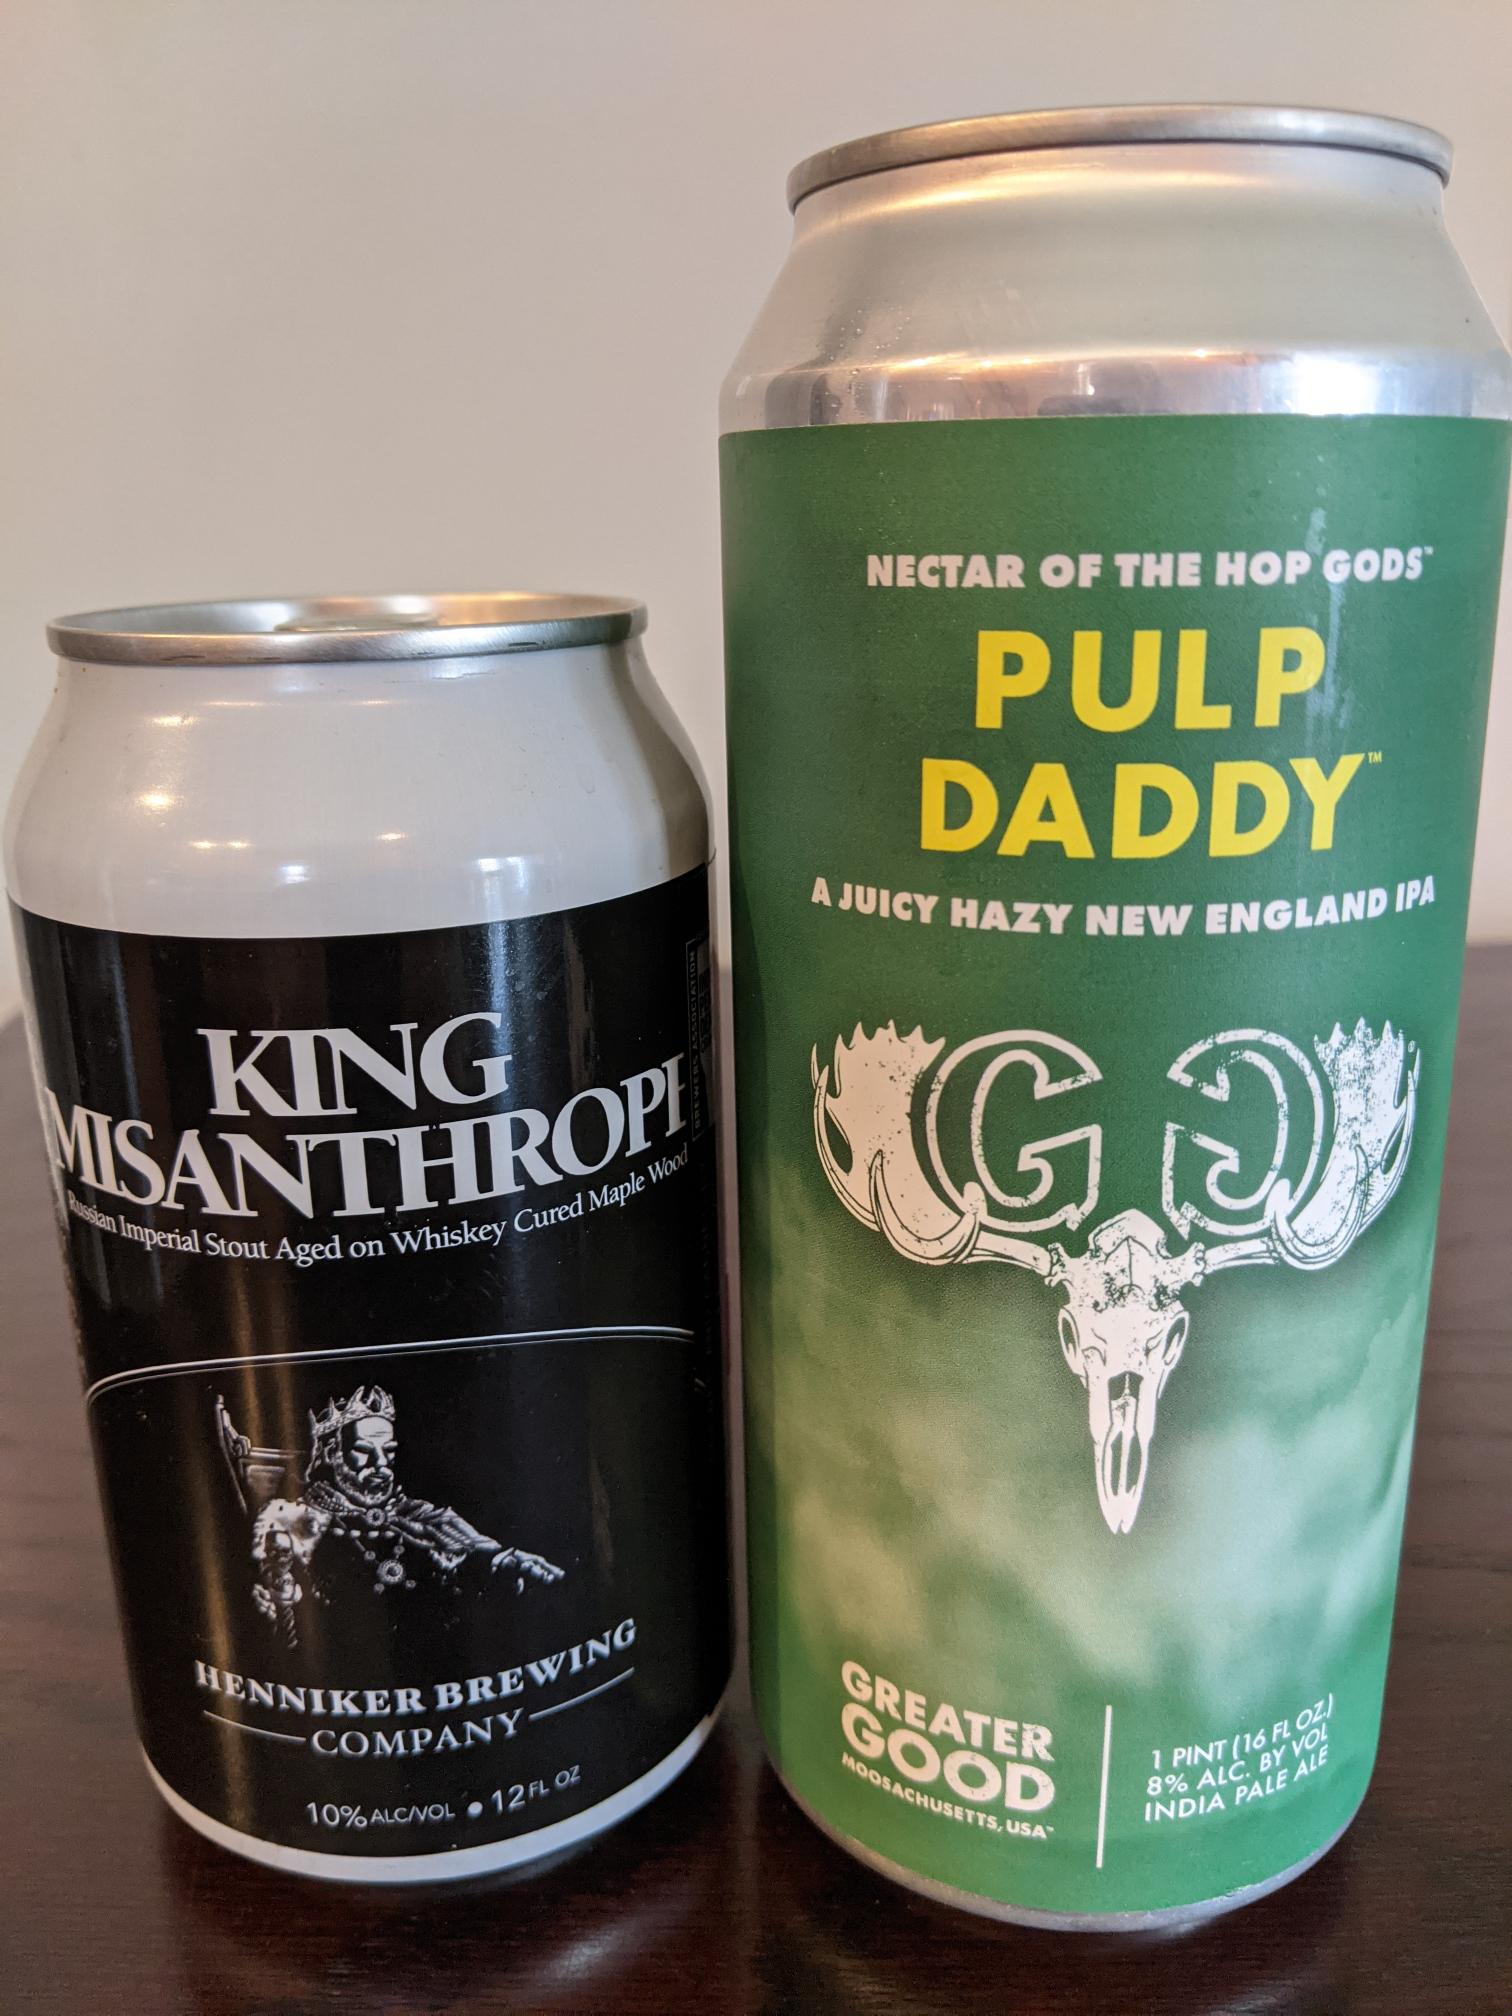 KING
MISANTHROPE
Russian Imperial Stout Aged on Whiskey Cured Maple Wood
BREWERS ASSOCIATION
HENNIKER BREWING
COMPANY
10% ALC/VOL • 12 FL OZ
NECTAR OF THE HOP GODS™
PULP
DADDY™
A JUICY HAZY NEW ENGLAND IPA
GG
GREATER
GOOD
MOOSACHUSETTS, USA™
1 PINT (16 FL OZ.)
8% ALC. BY VOL
INDIA PALE ALE